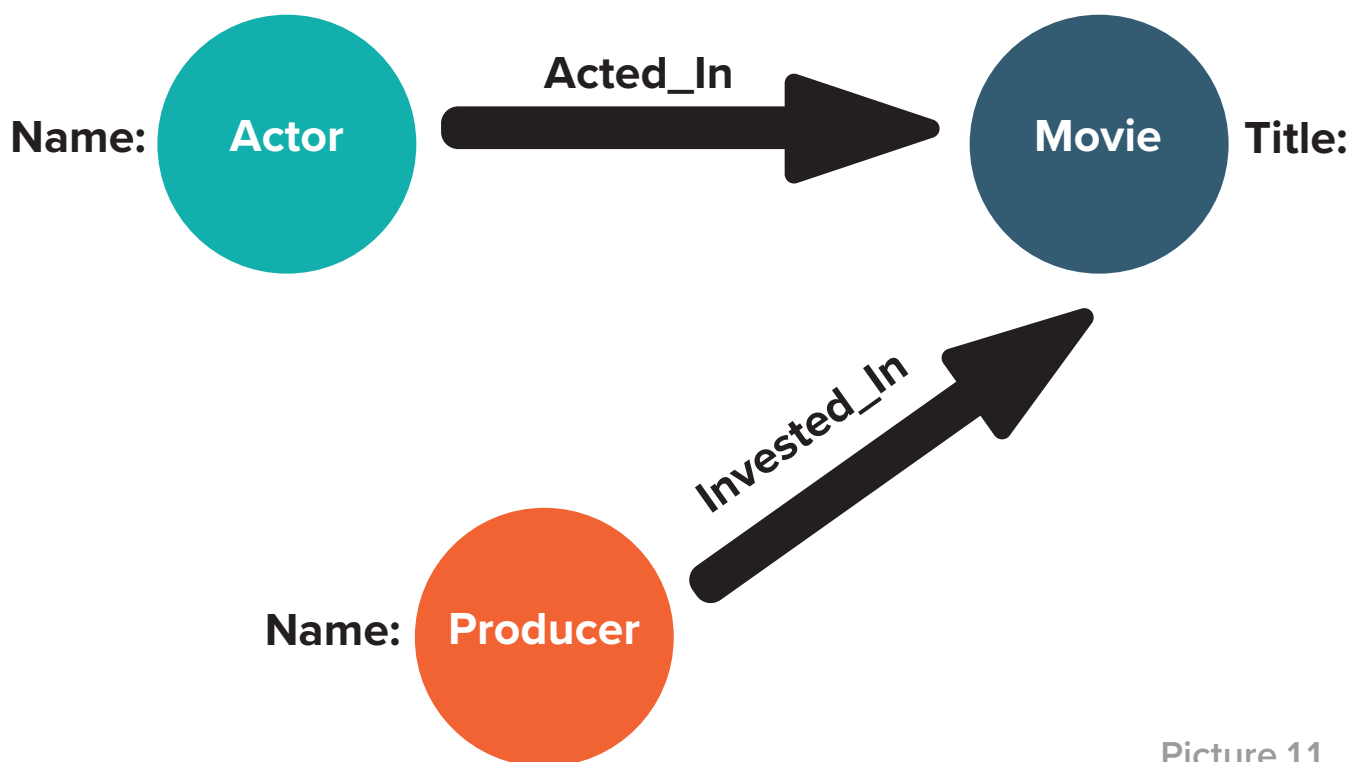 Acted_In
Name:
Actor
Movie
Title:
Invested_In
Name:
Producer
Picture 11